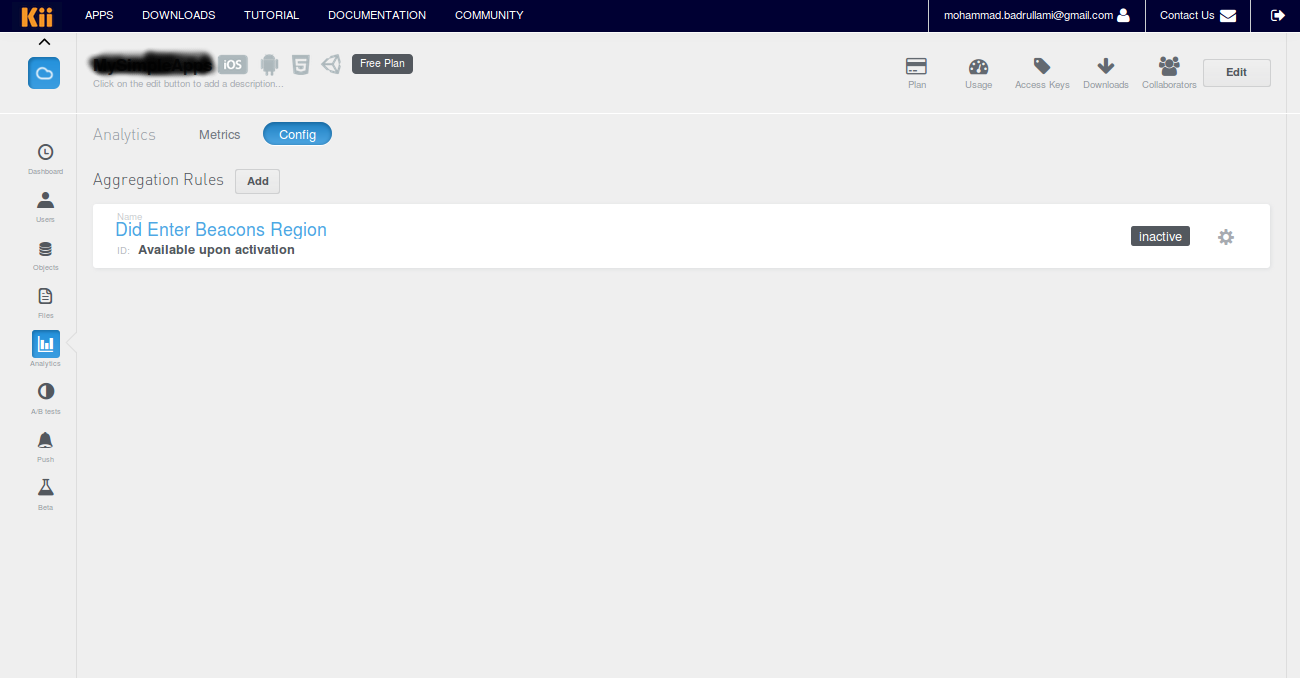 Kii APPS DOWNLOADS TUTORIAL DOCUMENTATION COMMUNITY mohammad.badrullami@gmail.com Contact Us
iOS Free Plan
Click on the edit button to add a description...
Plan Usage Access Keys Downloads Collaborators Edit
Analytics Metrics Config
Aggregation Rules Add
Name
Did Enter Beacons Region
ID: Available upon activation
inactive
Dashboard
Users
Objects
Files
Analytics
A/B tests
Push
Beta